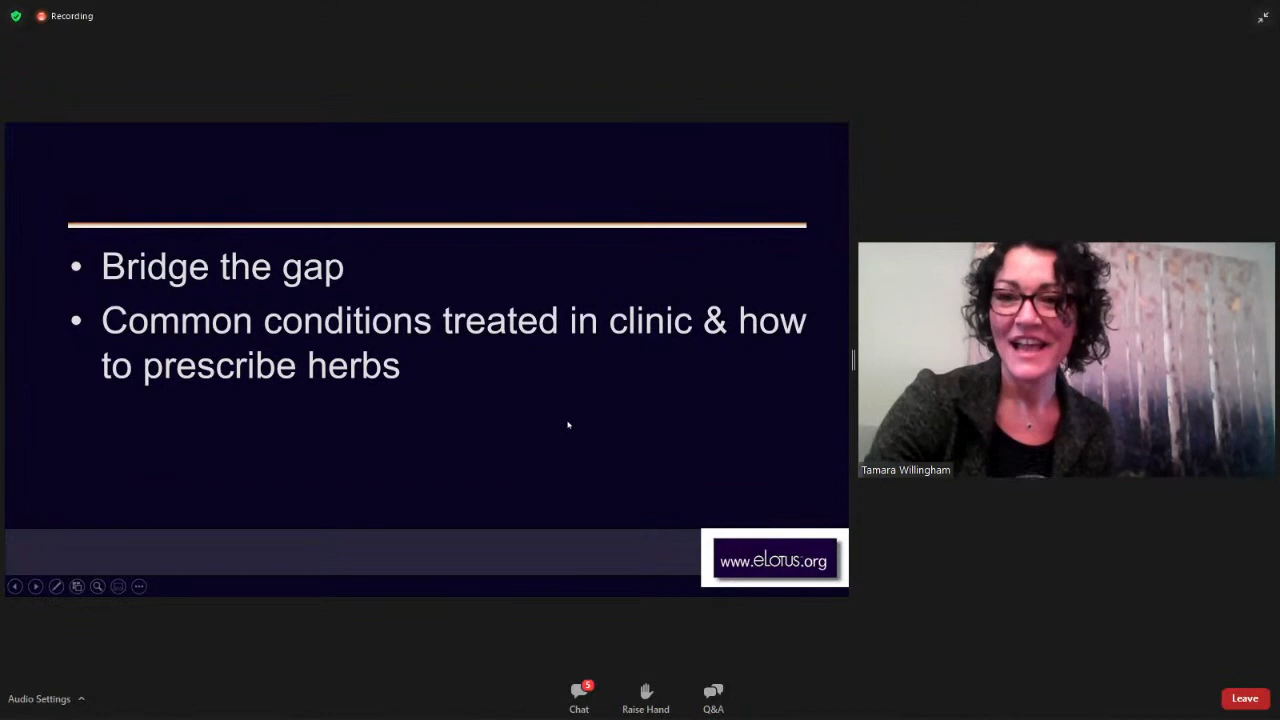 Recording
• Bridge the gap
• Common conditions treated in clinic & how
to prescribe herbs
Tamara Willingham
www.eLOTUS.org
Audio Settings
5
Chat
Raise Hand
Q&A
Leave